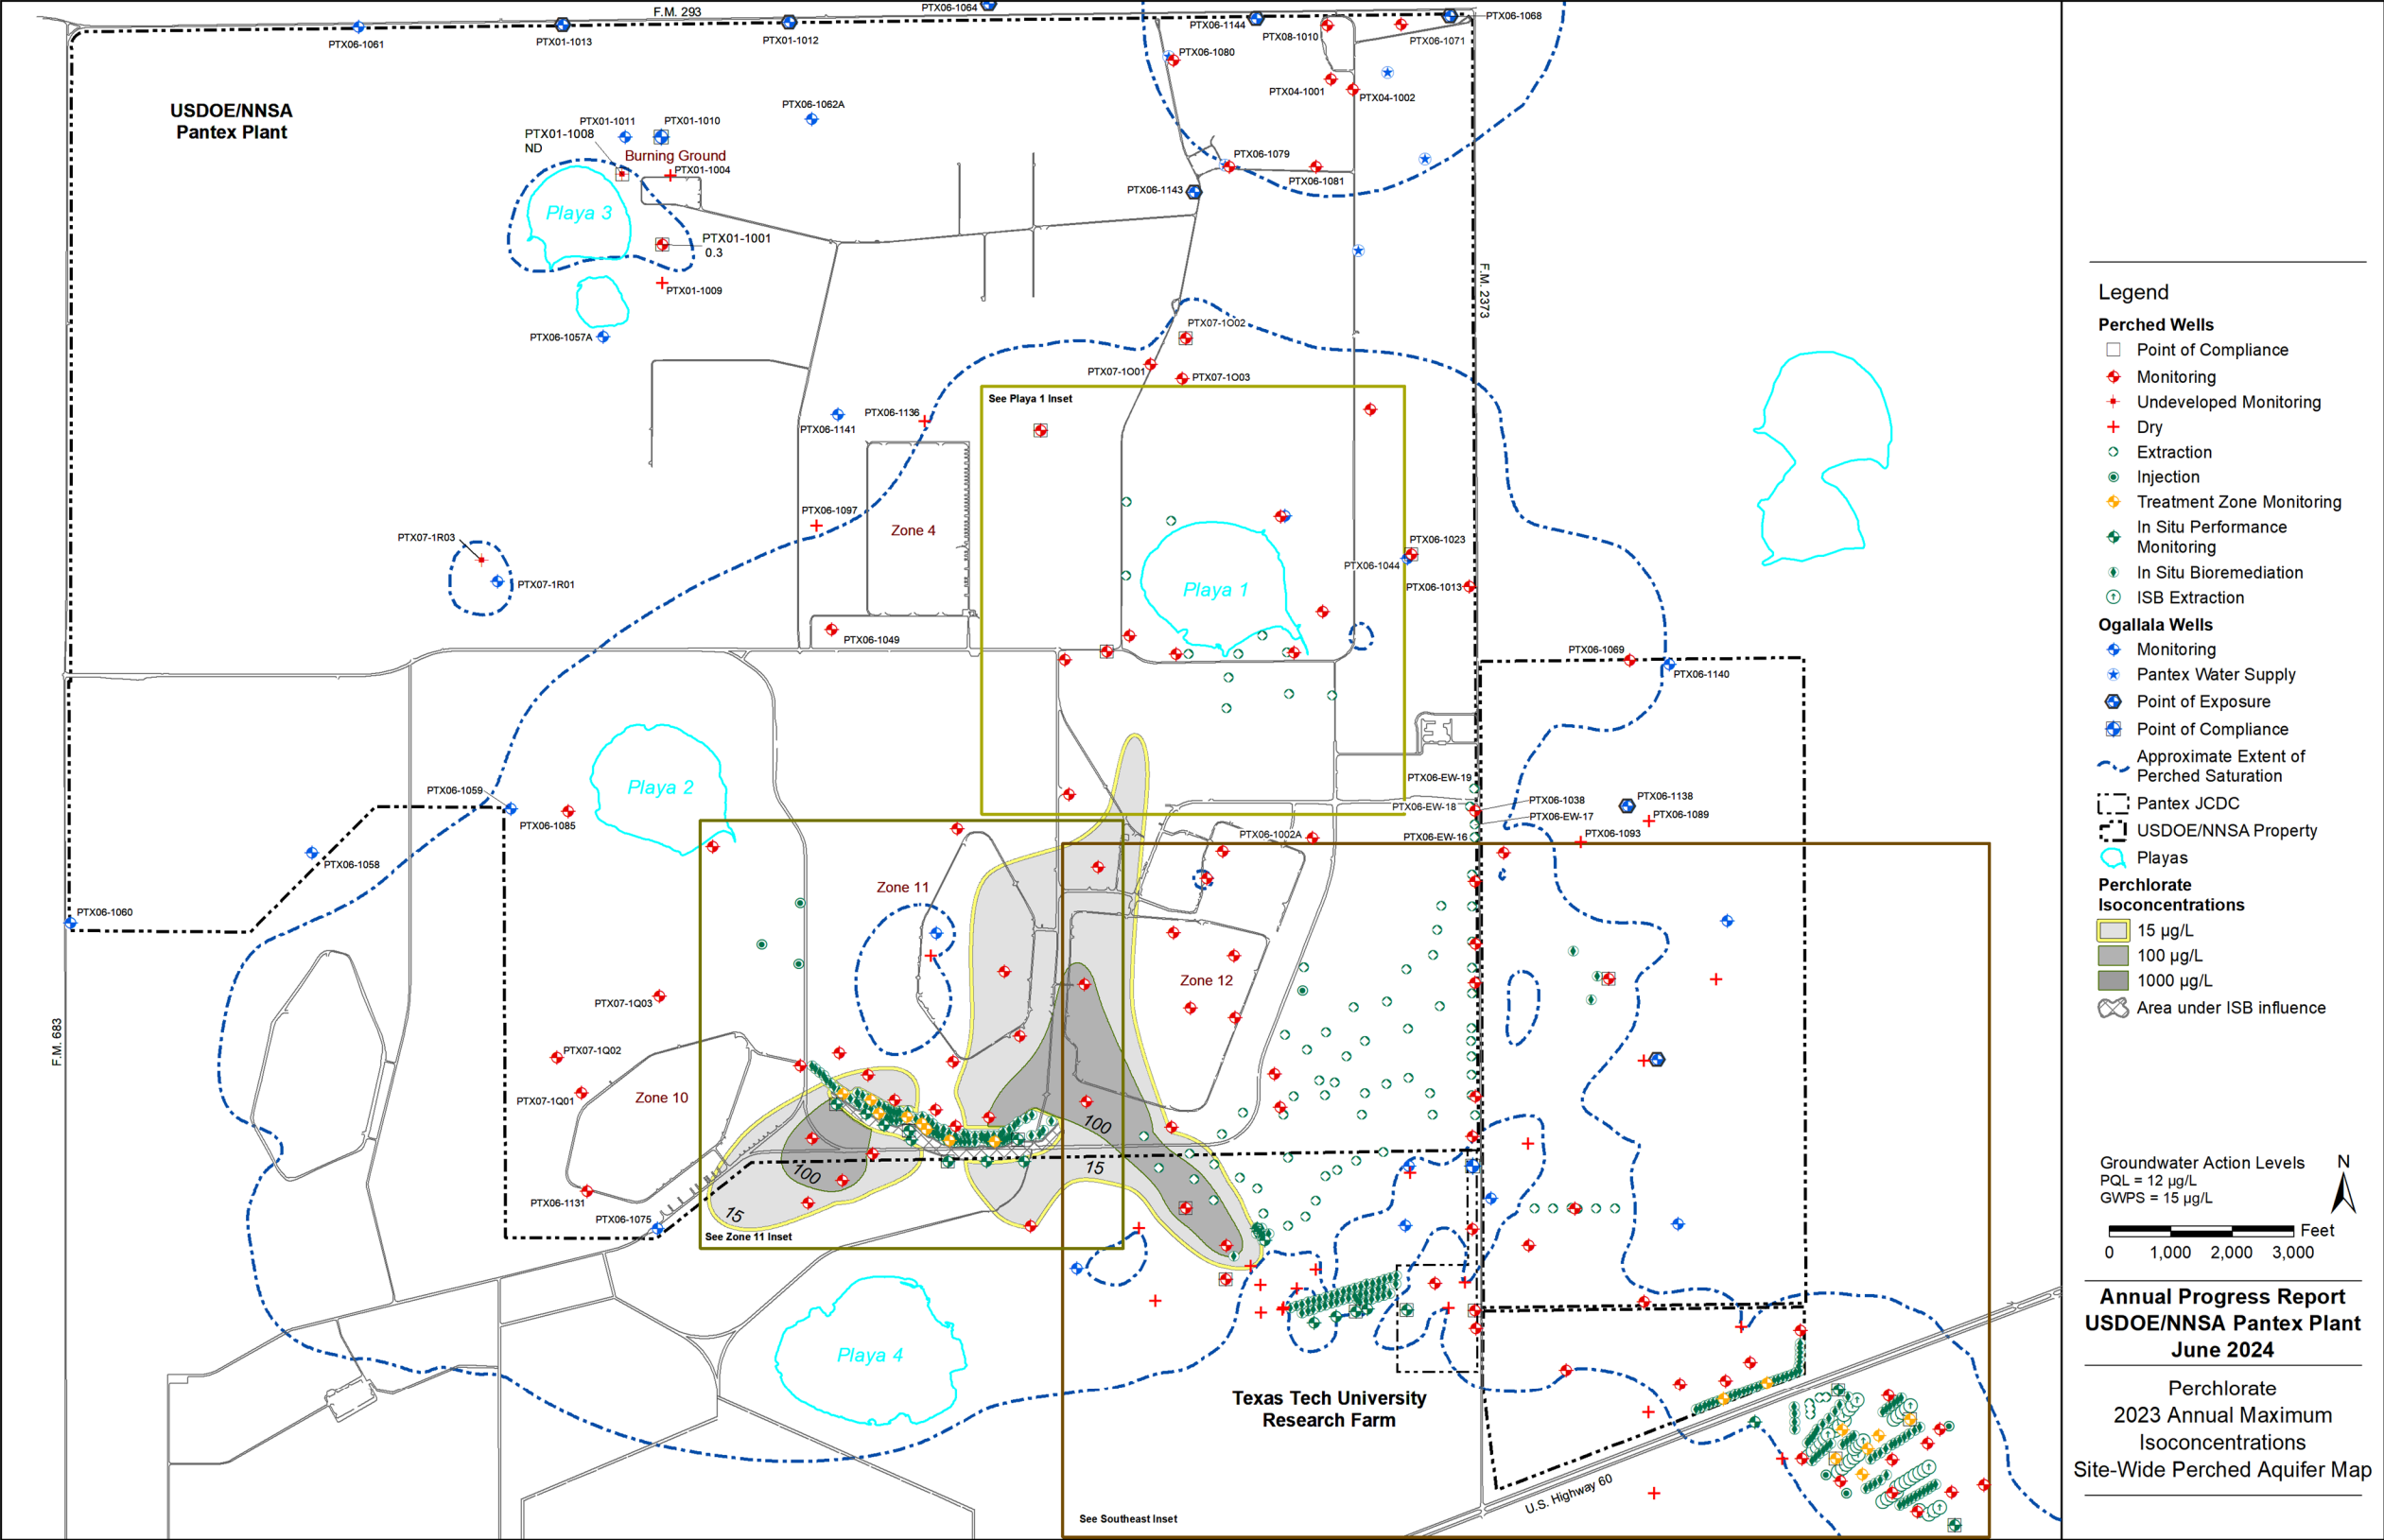 F.M. 293
PTX06-1064
PTX06-1061
PTX01-1013
PTX01-1012
PTX06-1144
PTX08-1010
PTX06-1068
PTX06-1071
PTX06-1080
PTX04-1001
PTX04-1002
USDOE/NNSA
Pantex Plant
PTX06-1062A
PTX01-1011
PTX01-1010
PTX01-1008
ND
Burning Ground
PTX01-1004
PTX06-1079
PTX06-1081
PTX06-1143
Playa 3
PTX01-1001
0.3
PTX01-1009
PTX06-1057A
F.M. 2373
PTX07-1O02
PTX07-1O01
PTX07-1O03
See Playa 1 Inset
PTX06-1136
PTX06-1141
PTX06-1097
Zone 4
PTX07-1R03
PTX07-1R01
PTX06-1023
PTX06-1044
PTX06-1013
Playa 1
PTX06-1049
PTX06-1069
PTX06-1140
Playa 2
PTX06-1059
PTX06-1085
PTX06-EW-19
PTX06-EW-18
PTX06-1038
PTX06-EW-17
PTX06-1138
PTX06-1089
PTX06-1093
PTX06-1002A
PTX06-EW-16
PTX06-1058
PTX06-1060
Zone 11
Zone 12
PTX07-1Q03
F.M. 683
PTX07-1Q02
PTX07-1Q01
Zone 10
100
15
100
15
PTX06-1131
PTX06-1075
See Zone 11 Inset
Playa 4
Texas Tech University
Research Farm
U.S. Highway 60
See Southeast Inset
Legend
Perched Wells
Point of Compliance
Monitoring
Undeveloped Monitoring
Dry
Extraction
Injection
Treatment Zone Monitoring
In Situ Performance
Monitoring
In Situ Bioremediation
ISB Extraction
Ogallala Wells
Monitoring
Pantex Water Supply
Point of Exposure
Point of Compliance
Approximate Extent of
Perched Saturation
Pantex JCDC
USDOE/NNSA Property
Playas
Perchlorate
Isoconcentrations
15 µg/L
100 µg/L
1000 µg/L
Area under ISB influence
Groundwater Action Levels
PQL = 12 µg/L
GWPS = 15 µg/L
N
Feet
0 1,000 2,000 3,000
Annual Progress Report
USDOE/NNSA Pantex Plant
June 2024
Perchlorate
2023 Annual Maximum
Isoconcentrations
Site-Wide Perched Aquifer Map